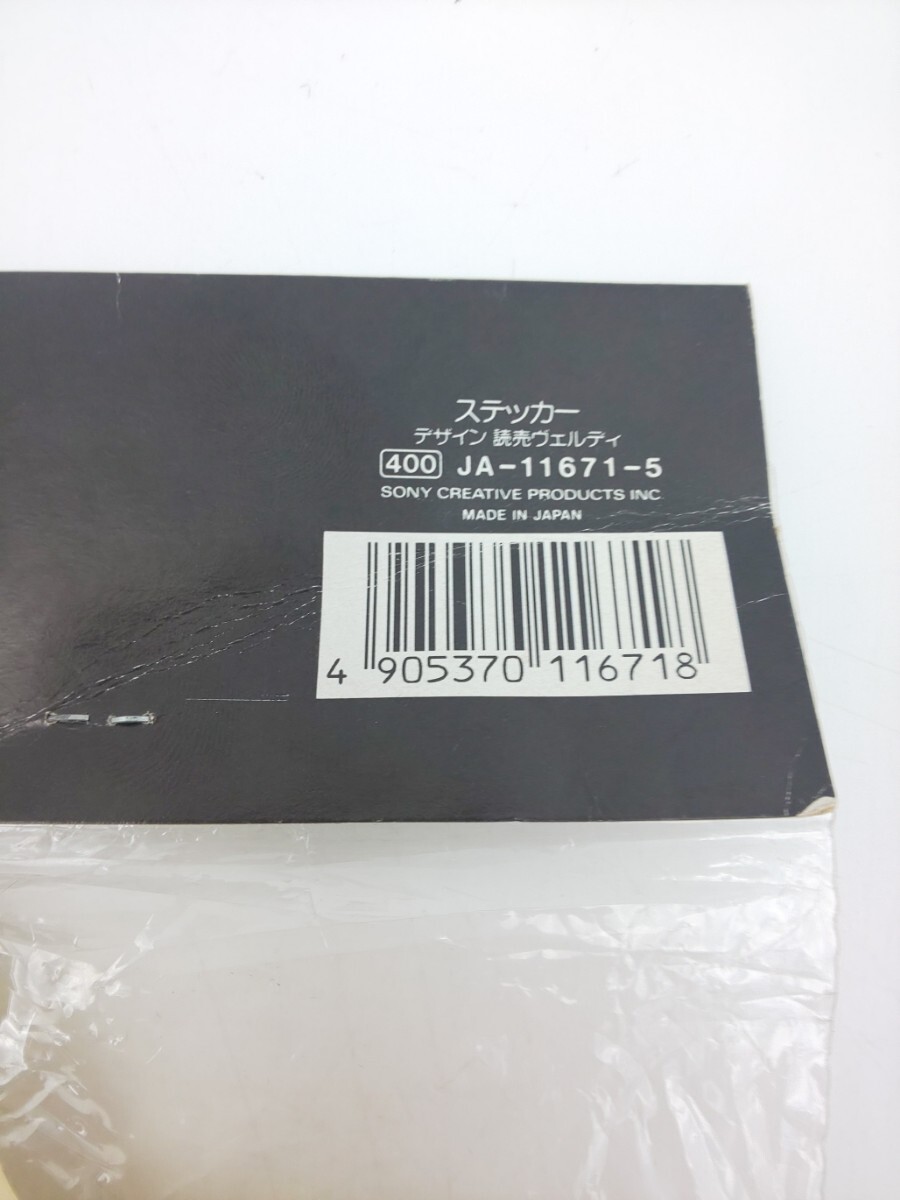 ステッカー
デザイン 読売ヴェルディ
400 JA-11671-5
SONY CREATIVE PRODUCTS INC.
MADE IN JAPAN
4 905370 116718